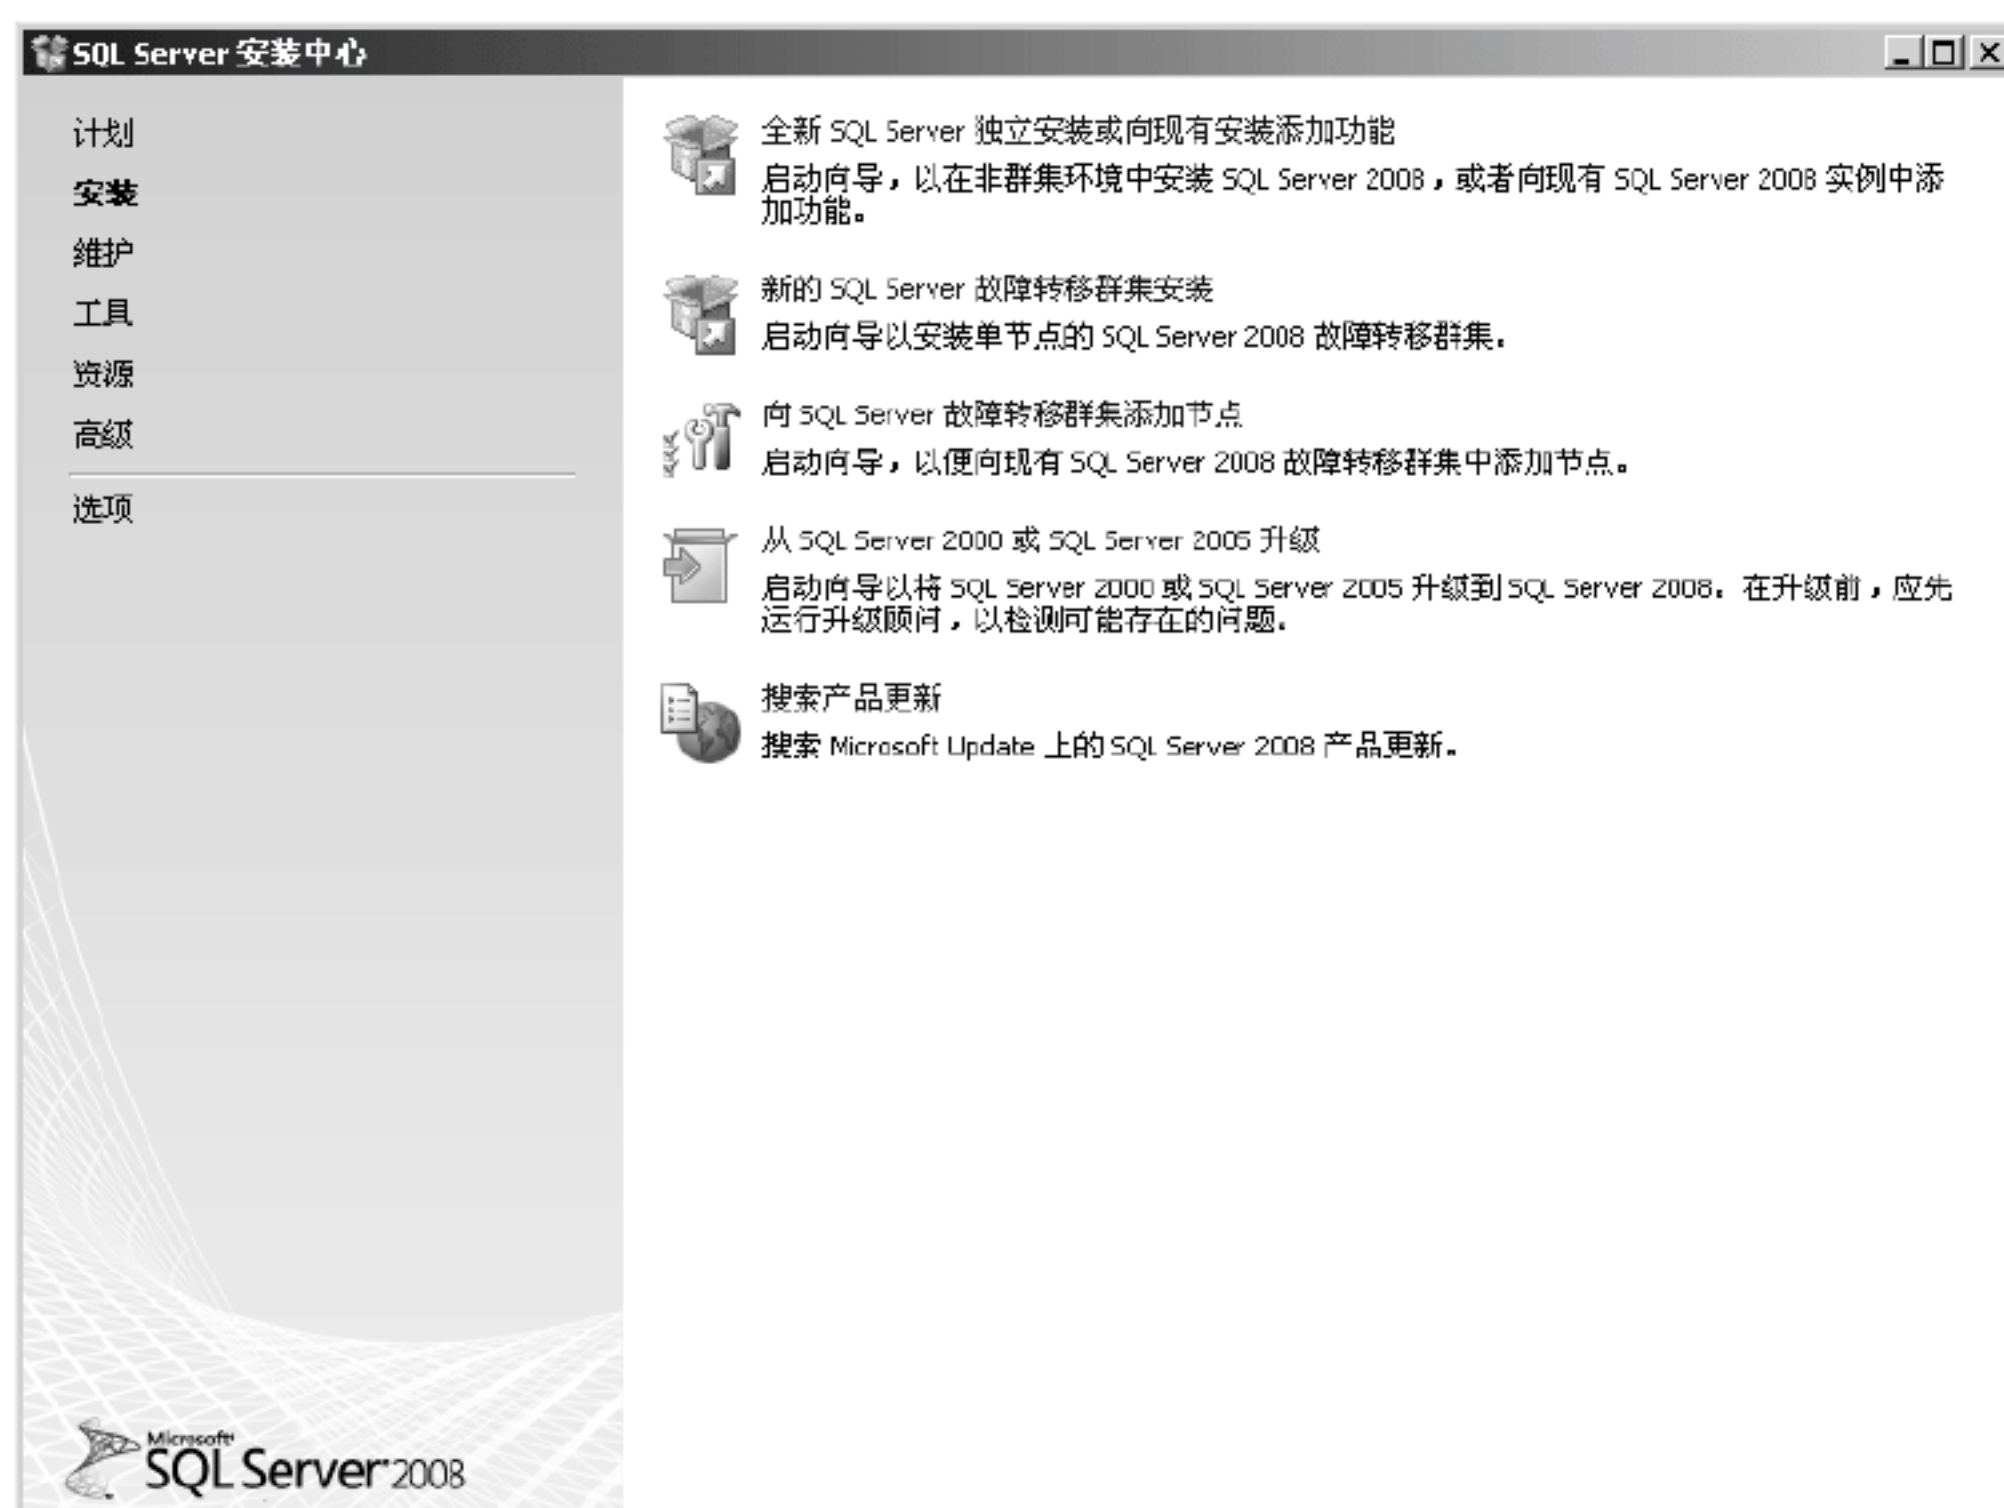 SQL Server 安装中心
计划
安装
维护
工具
资源
高级
选项
全新 SQL Server 独立安装或向现有安装添加功能
启动向导，以在非群集环境中安装 SQL Server 2008，或者向现有 SQL Server 2008 实例中添
加功能。
新的 SQL Server 故障转移群集安装
启动向导以安装单节点的 SQL Server 2008 故障转移群集。
向 SQL Server 故障转移群集添加节点
启动向导，以便向现有 SQL Server 2008 故障转移群集中添加节点。
从 SQL Server 2000 或 SQL Server 2005 升级
启动向导以将 SQL Server 2000 或 SQL Server 2005 升级到 SQL Server 2008。在升级前，应先
运行升级顾问，以检测可能存在的问题。
搜索产品更新
搜索 Microsoft Update 上的 SQL Server 2008 产品更新。
Microsoft
SQL Server 2008